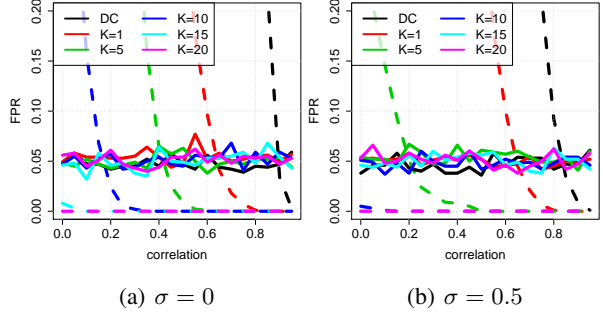 DC K=10
K=1 K=15
K=5 K=20
FPR
0.20
0.15
0.10
0.05
0.00
0.0 0.2 0.4 0.6 0.8
correlation
(a) σ = 0
DC K=10
K=1 K=15
K=5 K=20
FPR
0.20
0.15
0.10
0.05
0.00
0.0 0.2 0.4 0.6 0.8
correlation
(b) σ = 0.5